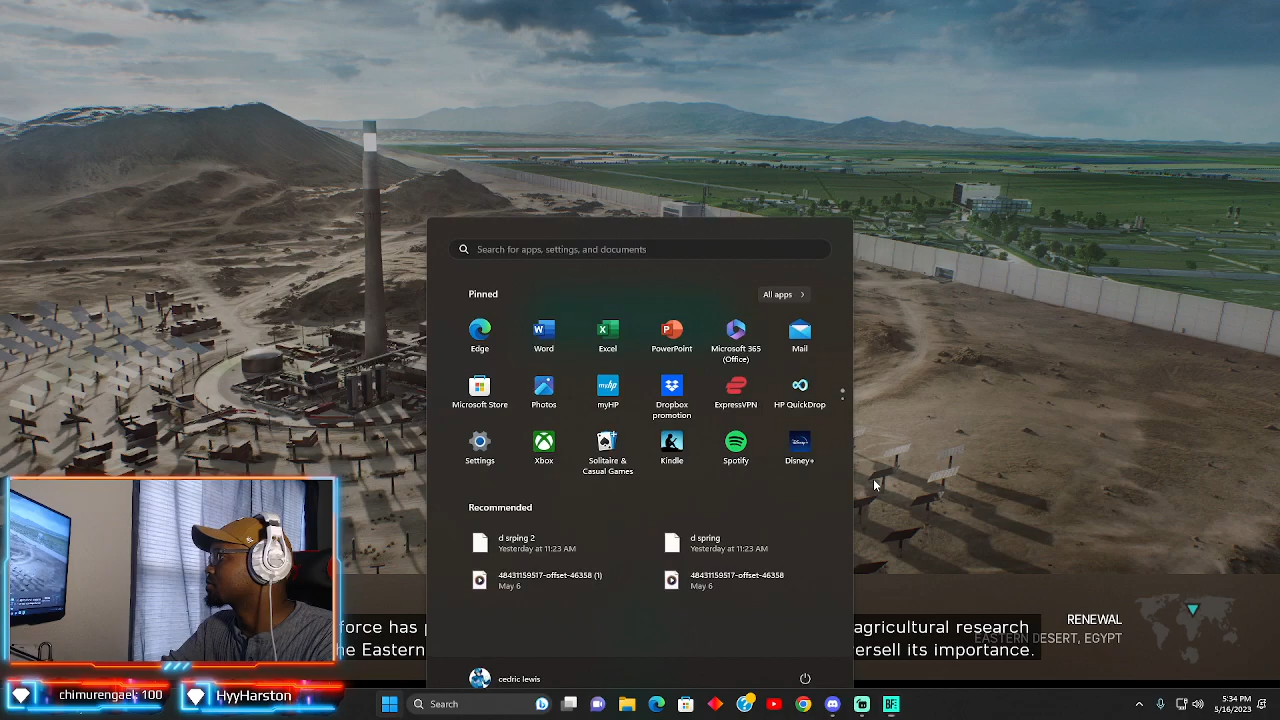 Search for apps, settings, and documents
Pinned
All apps
Edge
Word
Excel
PowerPoint
Microsoft 365 (Office)
Mail
Microsoft Store
Photos
myHP
Dropbox promotion
ExpressVPN
HP QuickDrop
Settings
Xbox
Solitaire & Casual Games
Kindle
Spotify
Disney+
Recommended
d srping 2
Yesterday at 11:23 AM
d spring
Yesterday at 11:23 AM
48431159517-offset-46358 (1)
May 6
48431159517-offset-46358
May 6
force has
agricultural research
the Eastern
versell its importance.
RENEWAL
EASTERN DESERT, EGYPT
cedric lewis
chimurengael: 100
HyyHarston
Search
5:34 PM
5/16/2023